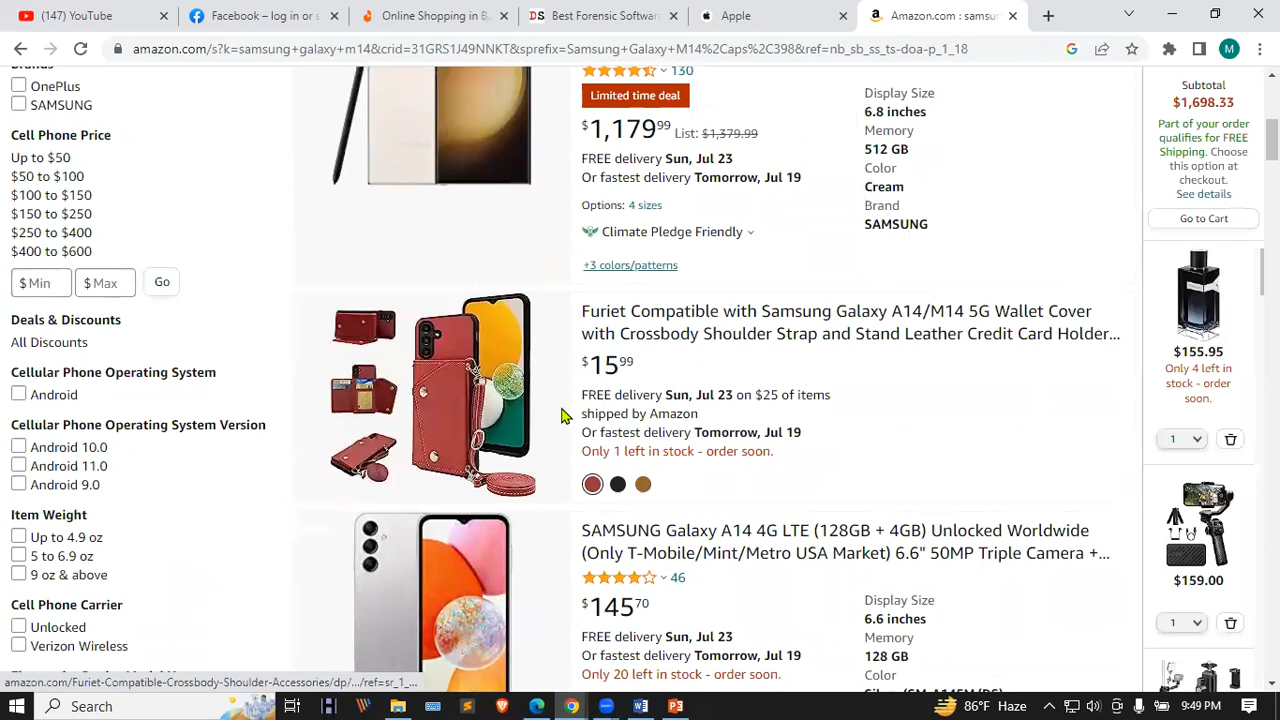 (147) YouTube
Facebook – log in or s
Online Shopping in B
DS Best Forensic Softwar
Apple
Amazon.com : samsu
amazon.com/s?k=samsung+galaxy+m14&crid=31GRS1J49NNKT&sprefix=Samsung+Galaxy+M14%2Caps%2C398&ref=nb_sb_ss_ts-doa-p_1_18
M
Brands
OnePlus
SAMSUNG
Cell Phone Price
Up to $50
$50 to $100
$100 to $150
$150 to $250
$250 to $400
$400 to $600
$ Min
$ Max
Go
Deals & Discounts
All Discounts
Cellular Phone Operating System
Android
Cellular Phone Operating System Version
Android 10.0
Android 11.0
Android 9.0
Item Weight
Up to 4.9 oz
5 to 6.9 oz
9 oz & above
Cell Phone Carrier
Unlocked
Verizon Wireless
130
Limited time deal
$1,179.99 List: $1,379.99
FREE delivery Sun, Jul 23
Or fastest delivery Tomorrow, Jul 19
Options: 4 sizes
Climate Pledge Friendly
+3 colors/patterns
Display Size
6.8 inches
Memory
512 GB
Color
Cream
Brand
SAMSUNG
Furiet Compatible with Samsung Galaxy A14/M14 5G Wallet Cover
with Crossbody Shoulder Strap and Stand Leather Credit Card Holder...
$15.99
FREE delivery Sun, Jul 23 on $25 of items
shipped by Amazon
Or fastest delivery Tomorrow, Jul 19
Only 1 left in stock - order soon.
SAMSUNG Galaxy A14 4G LTE (128GB + 4GB) Unlocked Worldwide
(Only T-Mobile/Mint/Metro USA Market) 6.6" 50MP Triple Camera +...
46
$145.70
FREE delivery Sun, Jul 23
Or fastest delivery Tomorrow, Jul 19
Only 20 left in stock - order soon.
Display Size
6.6 inches
Memory
128 GB
Color
Silver (SM-A145M/DS)
Subtotal
$1,698.33
Part of your order
qualifies for FREE
Shipping. Choose
this option at
checkout.
See details
Go to Cart
$155.95
Only 4 left in
stock - order
soon.
1
$159.00
1
amazon.com/Furiet-Compatible-Crossbody-Shoulder-Accessories/dp/.../ref=sr_1_...
Search
86°F Haze
9:49 PM